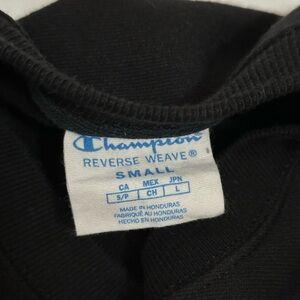 Champion
REVERSE WEAVE®
SMALL
CA MEX JPN
S/P CH L
MADE IN HONDURAS
FABRIQUÉ AU HONDURAS
HECHO EN HONDURAS